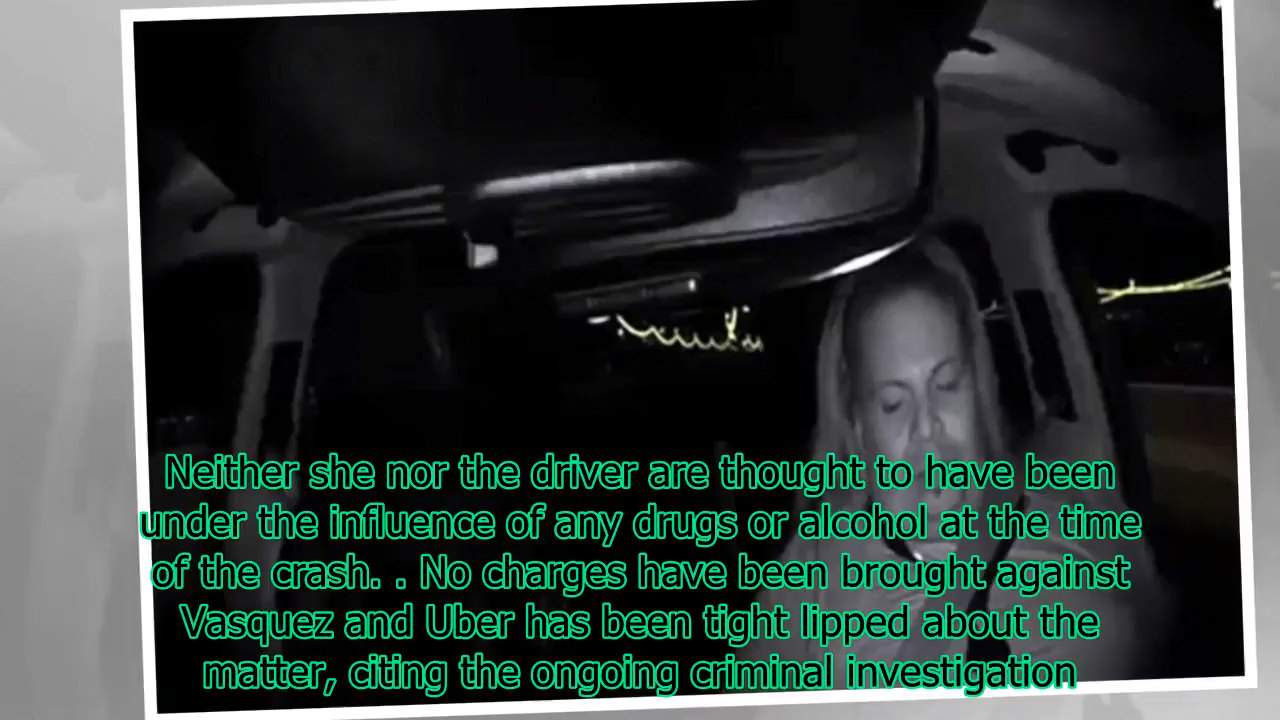 Neither she nor the driver are thought to have been
under the influence of any drugs or alcohol at the time
of the crash. . No charges have been brought against
Vasquez and Uber has been tight lipped about the
matter, citing the ongoing criminal investigation